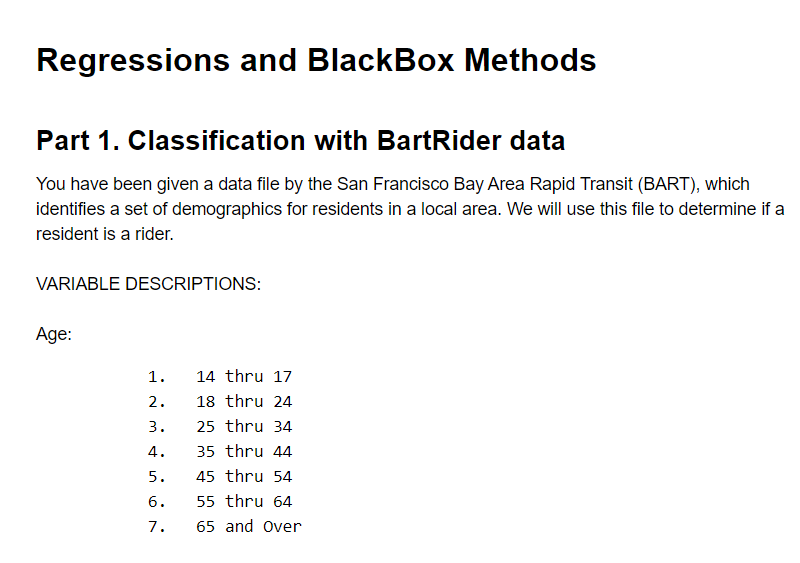 Regressions and BlackBox Methods
Part 1. Classification with BartRider data
You have been given a data file by the San Francisco Bay Area Rapid Transit (BART), which
identifies a set of demographics for residents in a local area. We will use this file to determine if a
resident is a rider.
VARIABLE DESCRIPTIONS:
Age:
1. 14 thru 17
2. 18 thru 24
3. 25 thru 34
4. 35 thru 44
5. 45 thru 54
6. 55 thru 64
7. 65 and Over